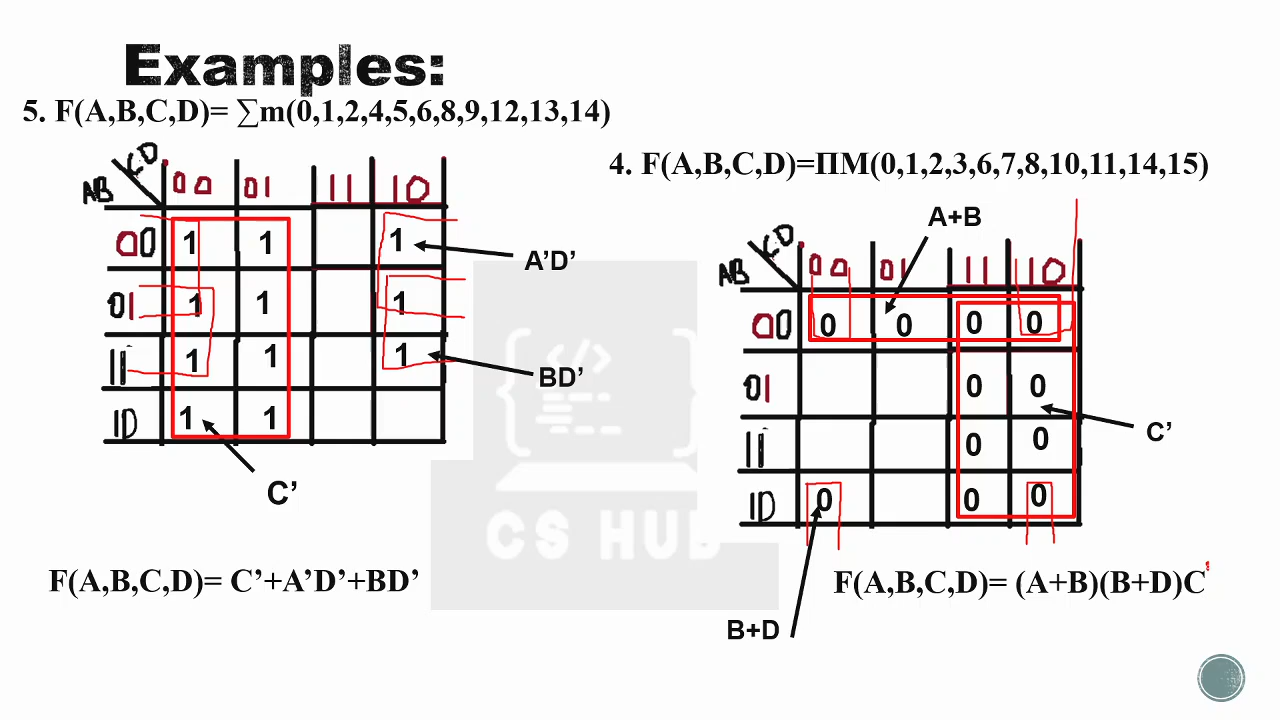 Examples:
5. F(A,B,C,D)= ∑m(0,1,2,4,5,6,8,9,12,13,14)
CD
AB
00 01 11 10
00 1 1 1
A’D’
01 1 1 1
11 1 1 1
BD’
10 1 1
C’
F(A,B,C,D)= C’+A’D’+BD’
4. F(A,B,C,D)=ΠM(0,1,2,3,6,7,8,10,11,14,15)
A+B
CD
AB
00 01 11 10
00 0 0 0 0
01 0 0
C’
11 0 0
10 0 0 0
F(A,B,C,D)= (A+B)(B+D)C'
B+D
CS HUB